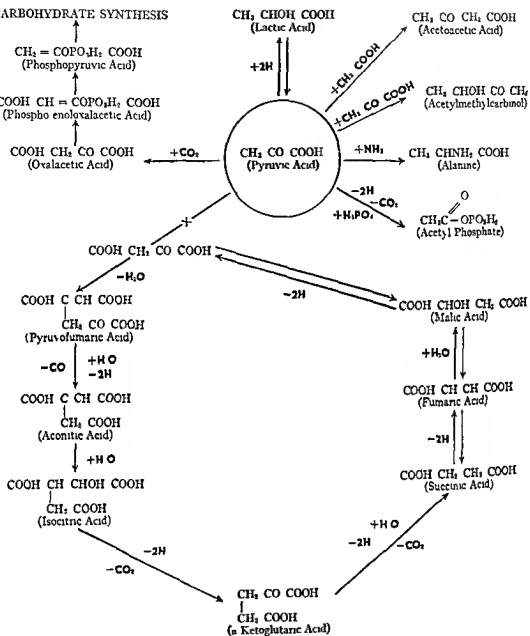 CARBOHYDRATE SYNTHESIS
CH₂ = COPO₃H₂ COOH
(Phosphopyruvic Acid)
COOH CH = COPO₃H₂ COOH
(Phospho enoloxalacetic Acid)
COOH CH₂ CO COOH
(Oxalacetic Acid)
+CO₂
CH₃ CHOH COOH
(Lactic Acid)
+2H
CH₃ CO COOH
(Pyruvic Acid)
CH₃ CO CH₂ COOH
(Acetoacetic Acid)
+CH₃ COOH
CH₃ CHOH CO CH₃
(Acetylmethylcarbinol)
+CH₃ CO COOH
+NH₃
CH₃ CHNH₂ COOH
(Alanine)
-2H
-CO₂
+H₃PO₄
O
CH₃C-OPO₃H₂
(Acetyl Phosphate)
X
COOH CH₂ CO COOH
-H₂O
-2H
COOH C CH COOH
CH₂ CO COOH
(Pyruvofumaric Acid)
-CO
+H O
-2H
COOH C CH COOH
CH₂ COOH
(Aconitic Acid)
+H O
COOH CH CHOH COOH
CH₂ COOH
(Isocitric Acid)
-2H
-CO₂
CH₂ CO COOH
CH₂ COOH
(α Ketoglutaric Acid)
+H O
-2H
-CO₂
COOH CH₂ CH₂ COOH
(Succinic Acid)
-2H
COOH CH CH COOH
(Fumaric Acid)
+H₂O
COOH CHOH CH₂ COOH
(Malic Acid)